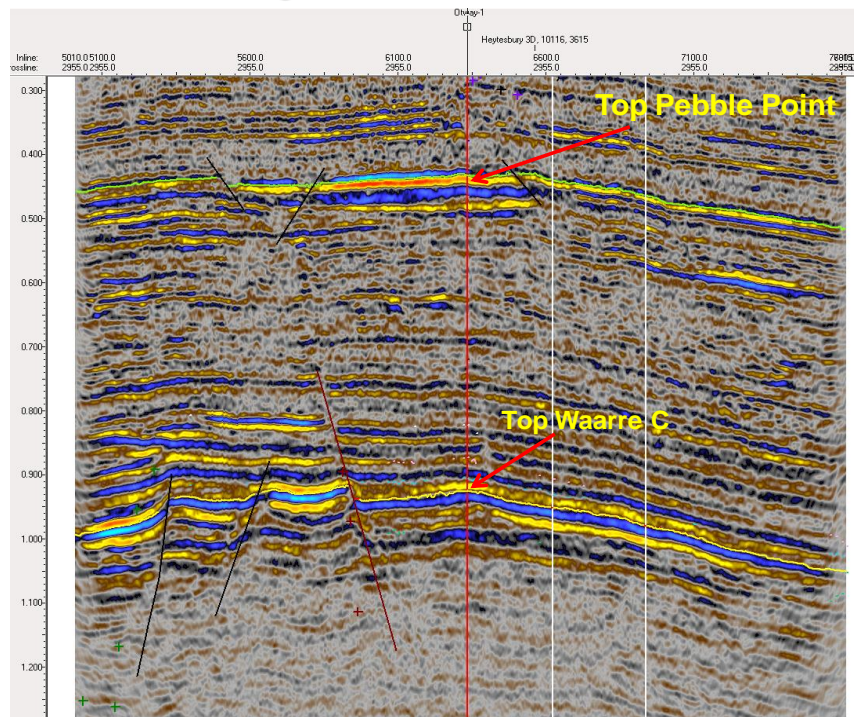 Otway-1
Heytesbury 3D, 10116, 3615
Inline: 5010.0 5100.0 5600.0 6100.0 6600.0 7100.0
2955.0 2955.0 2955.0 2955.0 2955.0 2955.0
0.300
Top Pebble Point
0.400
0.500
0.600
0.700
0.800
Top Waarre C
0.900
1.000
1.100
1.200